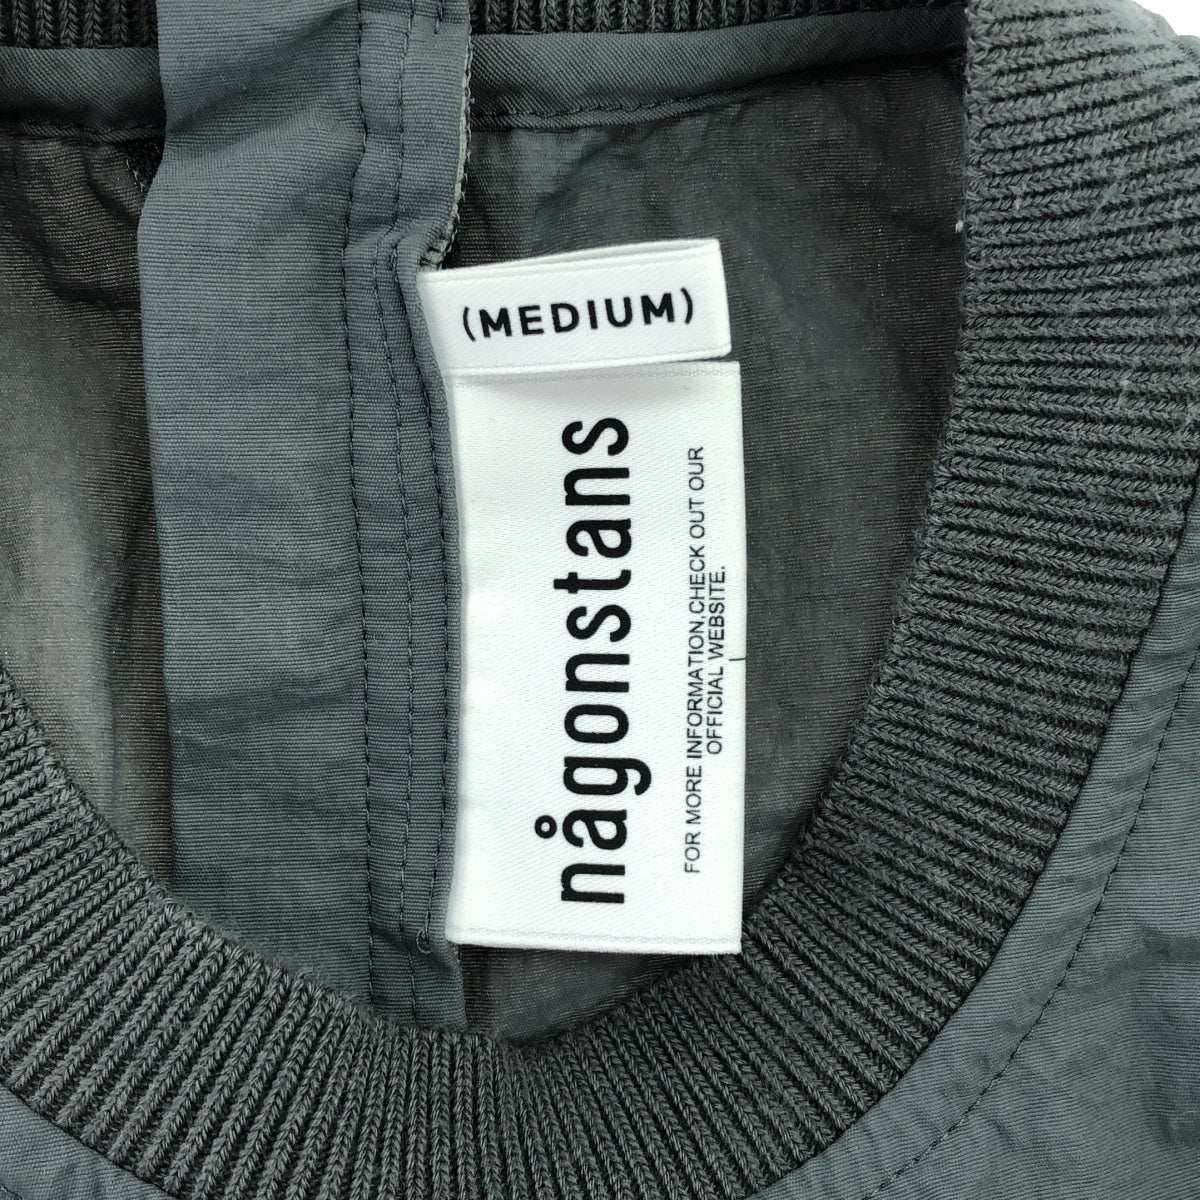 (MEDIUM)
någonstans
FOR MORE INFORMATION,CHECK OUT OUR
OFFICIAL WEBSITE.